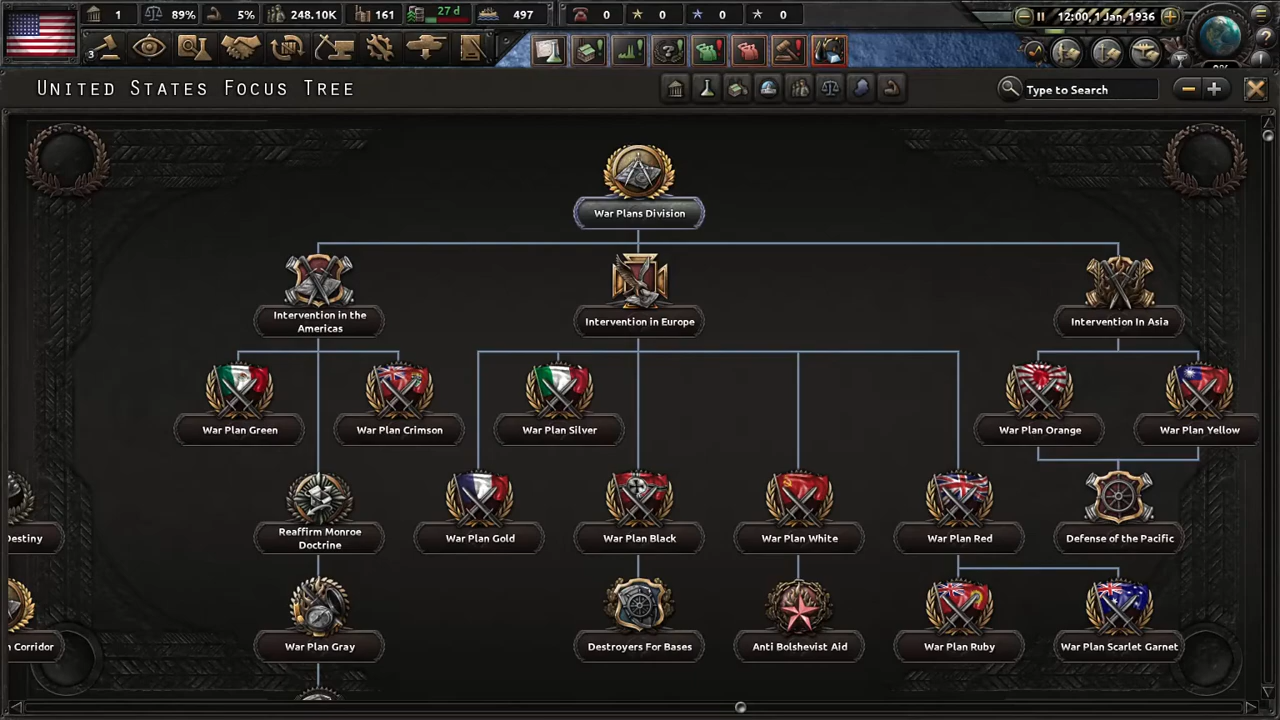 1 89% 5% 248.10K 161 27 d 497 0 0 0 0 12:00, 1 Jan, 1936
3
United States Focus Tree
Type to Search
War Plans Division
Intervention in the
Americas
Intervention in Europe
Intervention In Asia
War Plan Green
War Plan Crimson
War Plan Silver
War Plan Orange
War Plan Yellow
Destiny
Reaffirm Monroe
Doctrine
War Plan Gold
War Plan Black
War Plan White
War Plan Red
Defense of the Pacific
Corridor
War Plan Gray
Destroyers For Bases
Anti Bolshevist Aid
War Plan Ruby
War Plan Scarlet Garnet